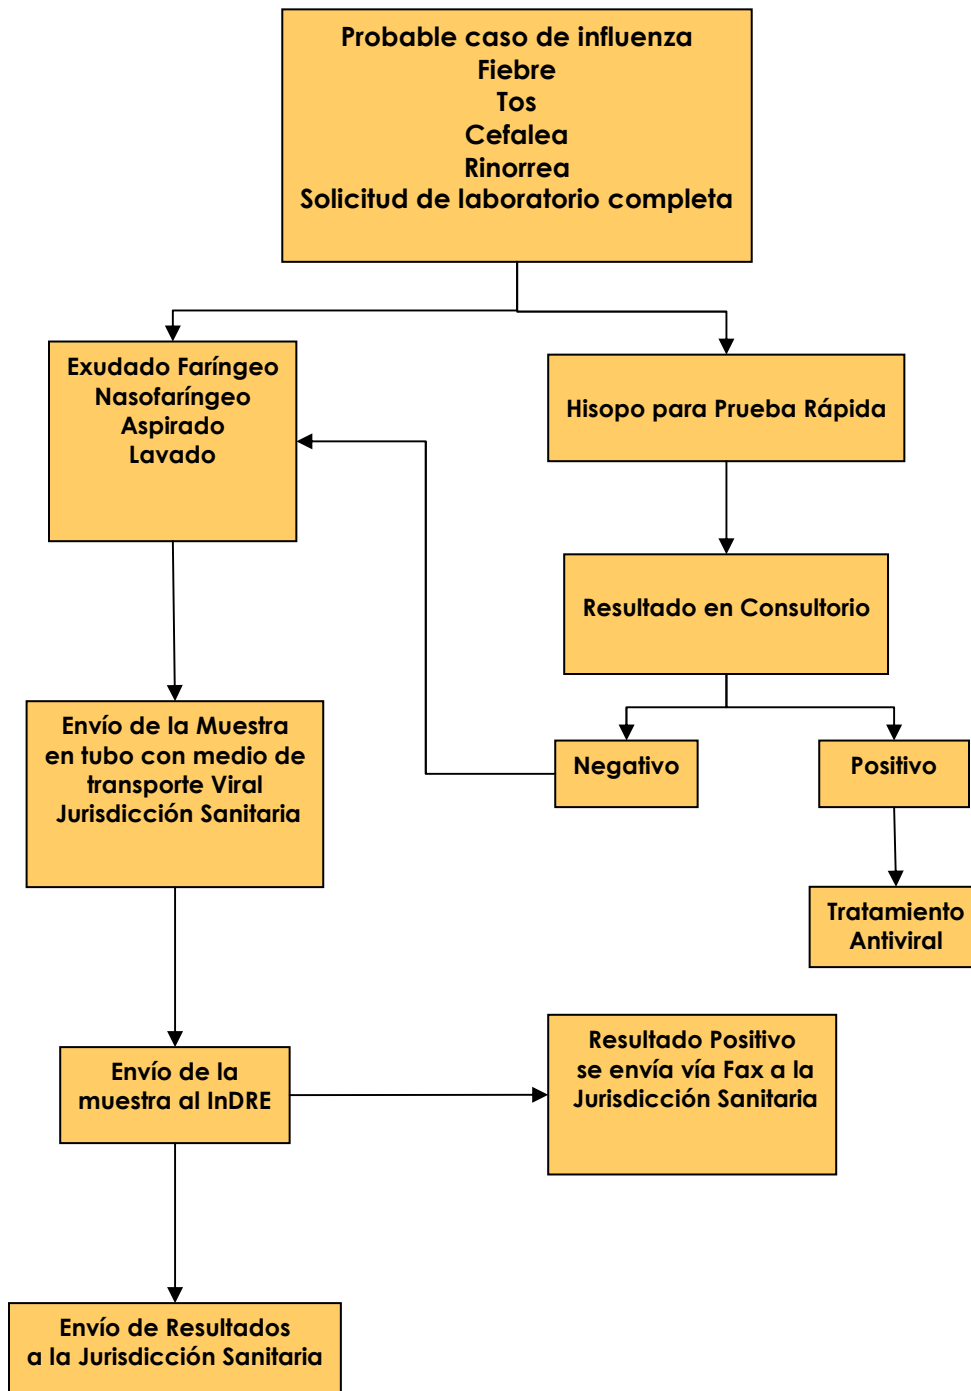 Probable caso de influenza
Fiebre
Tos
Cefalea
Rinorrea
Solicitud de laboratorio completa
Exudado Faríngeo
Nasofaríngeo
Aspirado
Lavado
Hisopo para Prueba Rápida
Resultado en Consultorio
Negativo
Positivo
Tratamiento
Antiviral
Envío de la Muestra
en tubo con medio de
transporte Viral
Jurisdicción Sanitaria
Envío de la
muestra al InDRE
Resultado Positivo
se envía vía Fax a la
Jurisdicción Sanitaria
Envío de Resultados
a la Jurisdicción Sanitaria